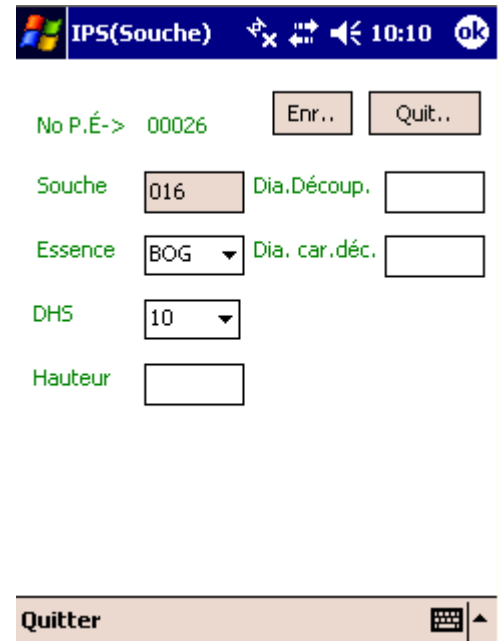 IPS(Souche) 10:10 ok
No P.É-> 00026 Enr.. Quit..
Souche 016 Dia.Découp.
Essence BOG Dia. car.déc.
DHS 10
Hauteur
Quitter